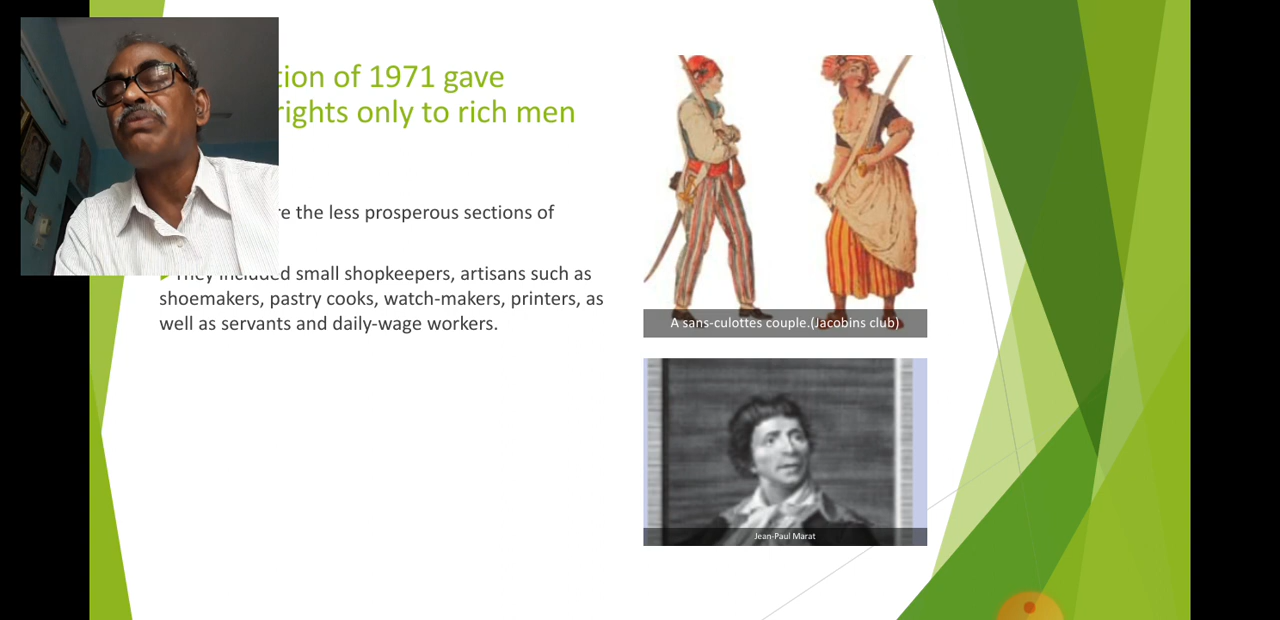 tion of 1971 gave
rights only to rich men
re the less prosperous sections of
They included small shopkeepers, artisans such as
shoemakers, pastry cooks, watch-makers, printers, as
well as servants and daily-wage workers.
A sans-culottes couple.(Jacobins club)
Jean-Paul Marat